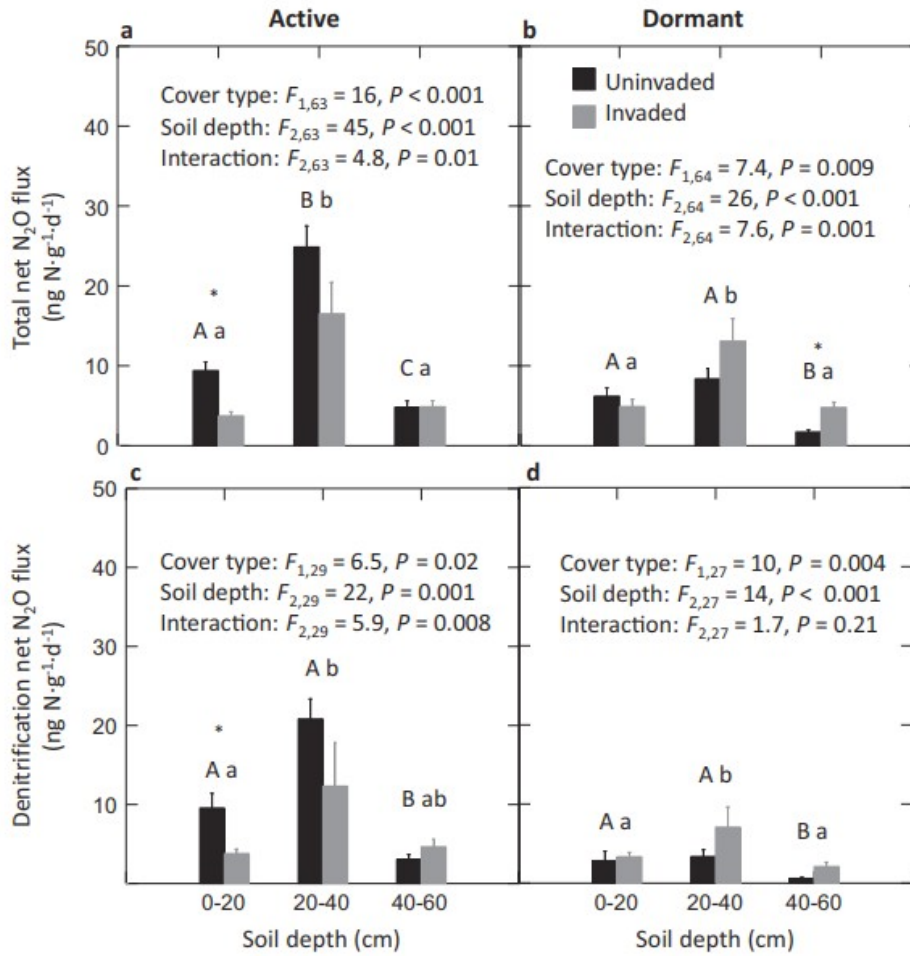 Active
Dormant
a
50
40
30
20
10
0
Total net N₂O flux
(ng N·g⁻¹·d⁻¹)
Cover type: F₁,₆₃ = 16, P < 0.001
Soil depth: F₂,₆₃ = 45, P < 0.001
Interaction: F₂,₆₃ = 4.8, P = 0.01
*
A a
B b
C a
b
Uninvaded
Invaded
Cover type: F₁,₆₄ = 7.4, P = 0.009
Soil depth: F₂,₆₄ = 26, P < 0.001
Interaction: F₂,₆₄ = 7.6, P = 0.001
A a
A b
*
B a
c
50
40
30
20
10
Denitrification net N₂O flux
(ng N·g⁻¹·d⁻¹)
Cover type: F₁,₂₉ = 6.5, P = 0.02
Soil depth: F₂,₂₉ = 22, P = 0.001
Interaction: F₂,₂₉ = 5.9, P = 0.008
*
A a
A b
B ab
0-20 20-40 40-60
Soil depth (cm)
d
Cover type: F₁,₂₇ = 10, P = 0.004
Soil depth: F₂,₂₇ = 14, P < 0.001
Interaction: F₂,₂₇ = 1.7, P = 0.21
A a
A b
B a
0-20 20-40 40-60
Soil depth (cm)